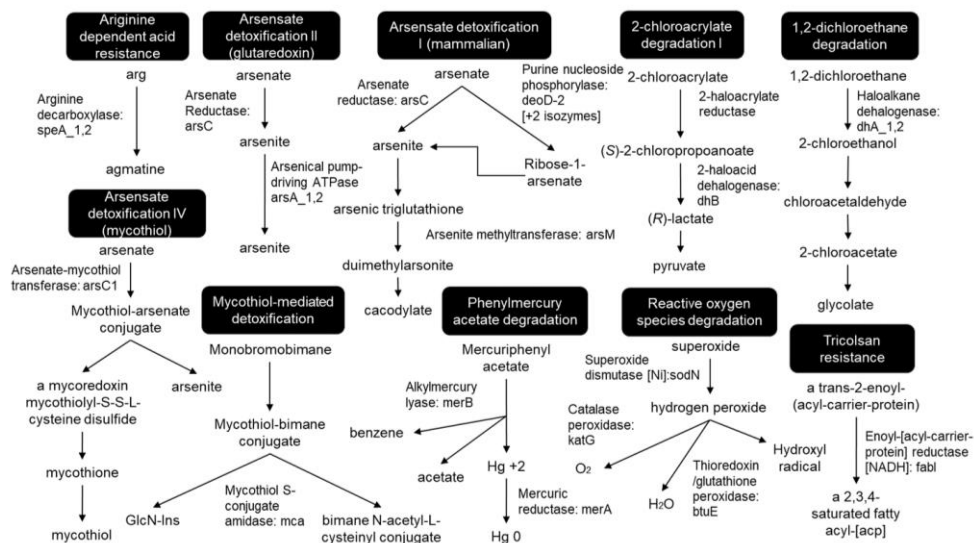 Arginine
dependent acid
resistance
arg
Arginine
decarboxylase:
speA_1,2
agmatine
Arsensate
detoxification II
(glutaredoxin)
arsenate
Arsenate
Reductase:
arsC
arsenite
Arsenical pump-
driving ATPase
arsA_1,2
arsenite
Arsensate detoxification
I (mammalian)
arsenate
Arsenate
reductase: arsC
Purine nucleoside
phosphorylase:
deoD-2
[+2 isozymes]
arsenite
Ribose-1-
arsenate
arsenic triglutathione
Arsenite methyltransferase: arsM
duimethylarsonite
cacodylate
2-chloroacrylate
degradation I
2-chloroacrylate
2-haloacrylate
reductase
(S)-2-chloropopoanoate
2-haloacid
dehalogenase:
dhB
(R)-lactate
pyruvate
1,2-dichloroethane
degradation
1,2-dichloroethane
Haloalkane
dehalogenase:
dhA_1,2
2-chloroethanol
chloroacetaldehyde
2-chloroacetate
glycolate
Arsensate
detoxification IV
(mycothiol)
arsenate
Arsenate-mycothiol
transferase: arsC1
Mycothiol-arsenate
conjugate
arsenite
a mycoredoxin
mycothiolyl-S-S-L-
cysteine disulfide
mycothione
mycothiol
Mycothiol-mediated
detoxification
Monobromobimane
Mycothiol-bimane
conjugate
Mycothiol S-
conjugate
amidase: mca
GlcN-Ins
bimane N-acetyl-L-
cysteinyl conjugate
Phenylmercury
acetate degradation
Mercuriphenyl
acetate
Alkylmercury
lyase: merB
benzene
acetate
Hg +2
Mercuric
reductase: merA
Hg 0
Reactive oxygen
species degradation
superoxide
Superoxide
dismutase [Ni]:sodN
hydrogen peroxide
Catalase
peroxidase:
katG
O₂
Thioredoxin
/glutathione
peroxidase:
btuE
H₂O
Hydroxyl
radical
Tricolsan
resistance
a trans-2-enoyl-
(acyl-carrier-protein)
Enoyl-[acyl-carrier-
protein] reductase
[NADH]: fabI
a 2,3,4-
saturated fatty
acyl-[acp]